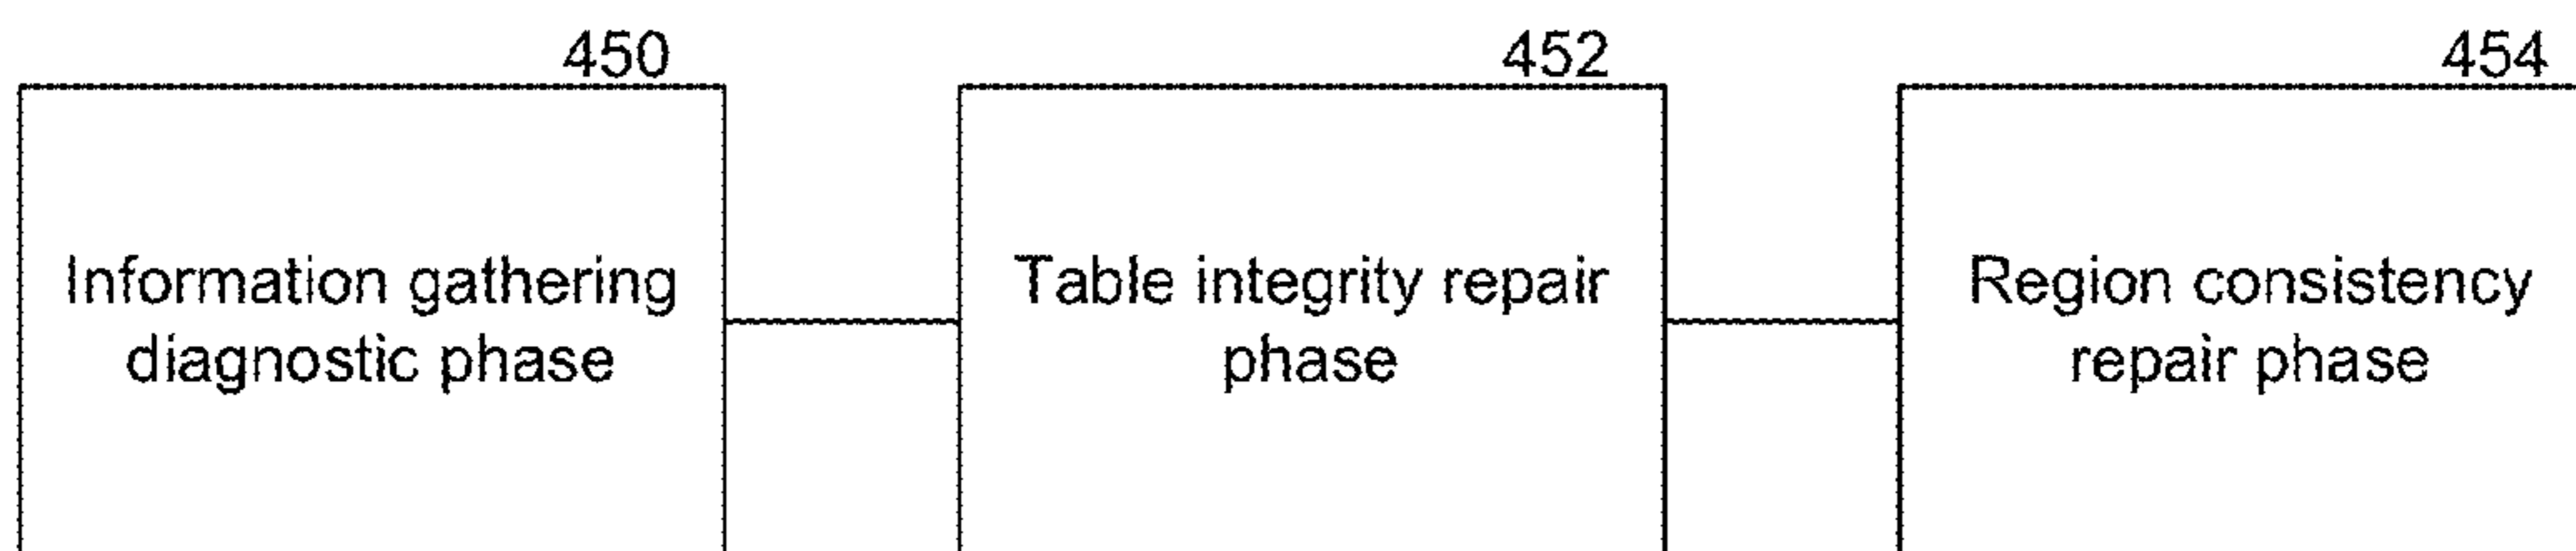 450
Information gathering
diagnostic phase
452
Table integrity repair
phase
454
Region consistency
repair phase